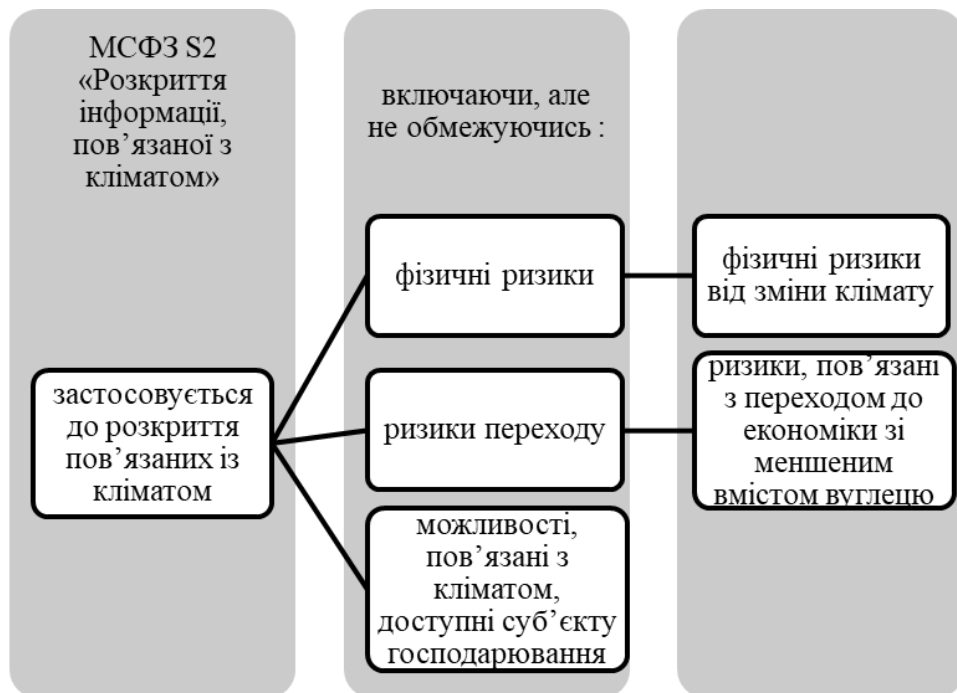 МСФЗ S2
«Розкриття
інформації,
пов’язаної з
кліматом»
застосовується
до розкриття
пов’язаних із
кліматом
включаючи, але
не обмежуючись :
фізичні ризики
ризики переходу
можливості,
пов’язані з
кліматом,
доступні суб’єкту
господарювання
фізичні ризики
від зміни клімату
ризики, пов’язані
з переходом до
економіки зі
меншеним
вмістом вуглецю